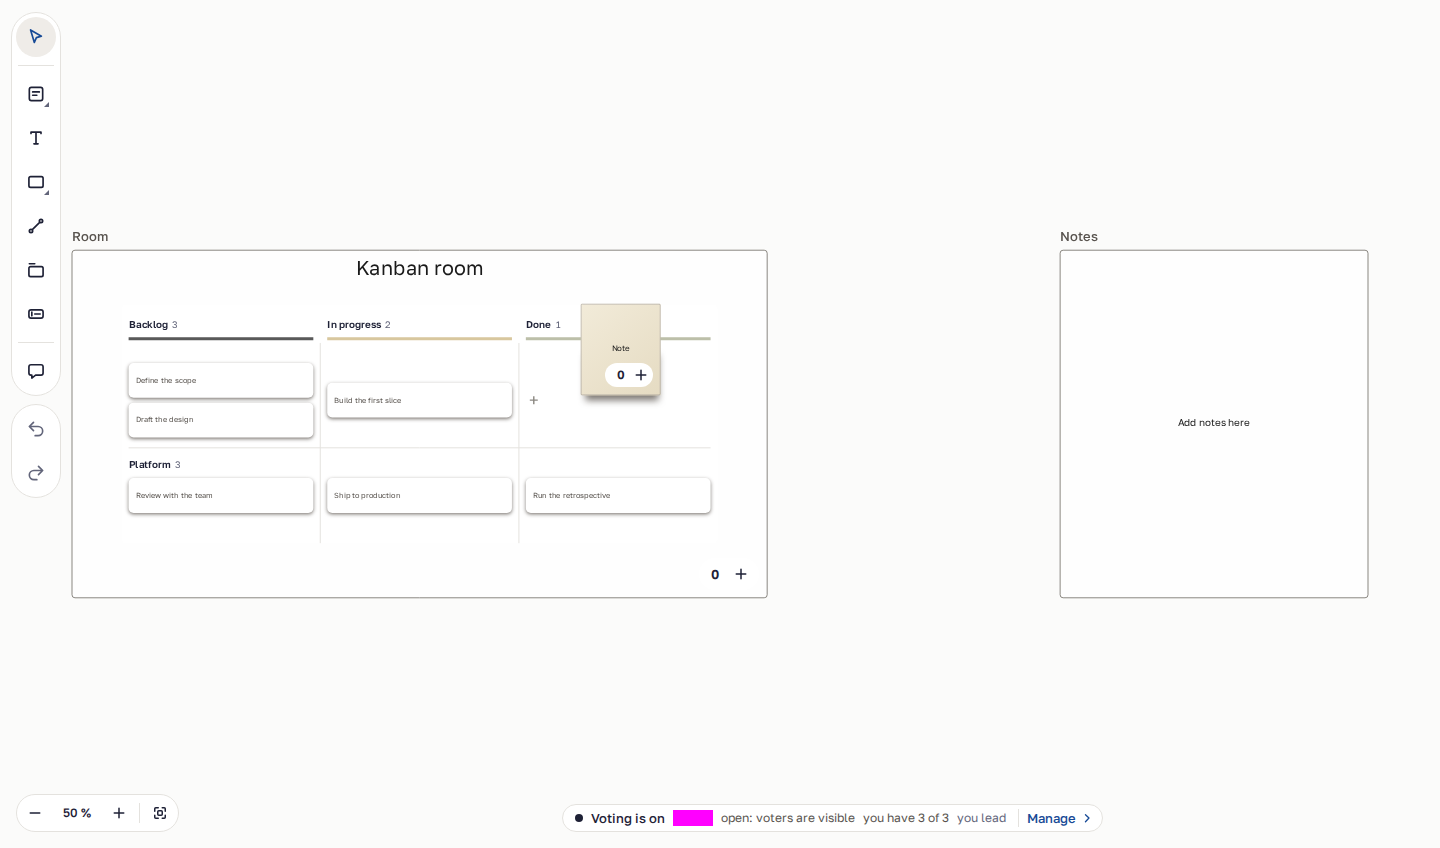 Room
Notes
Kanban room
Backlog 3
In progress 2
Done 1
Note
0
Define the scope
Draft the design
Build the first slice
Add notes here
Platform 3
Review with the team
Ship to production
Run the retrospective
0
50 %
Voting is on open: voters are visible you have 3 of 3 you lead Manage